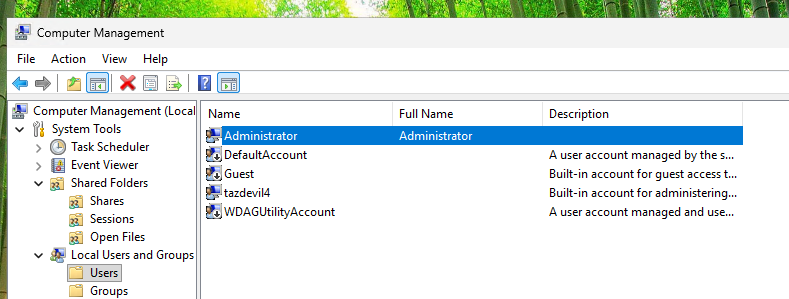 Computer Management
File Action View Help
Computer Management (Local
System Tools
Task Scheduler
Event Viewer
Shared Folders
Shares
Sessions
Open Files
Local Users and Groups
Users
Groups
Name Full Name Description
Administrator Administrator
DefaultAccount A user account managed by the s...
Guest Built-in account for guest access t...
tazdevil4 Built-in account for administering...
WDAGUtilityAccount A user account managed and use...